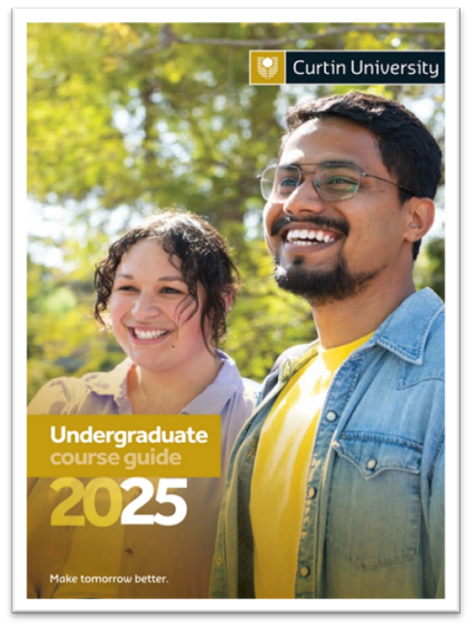 Curtin University
Undergraduate
course guide
2025
Make tomorrow better.